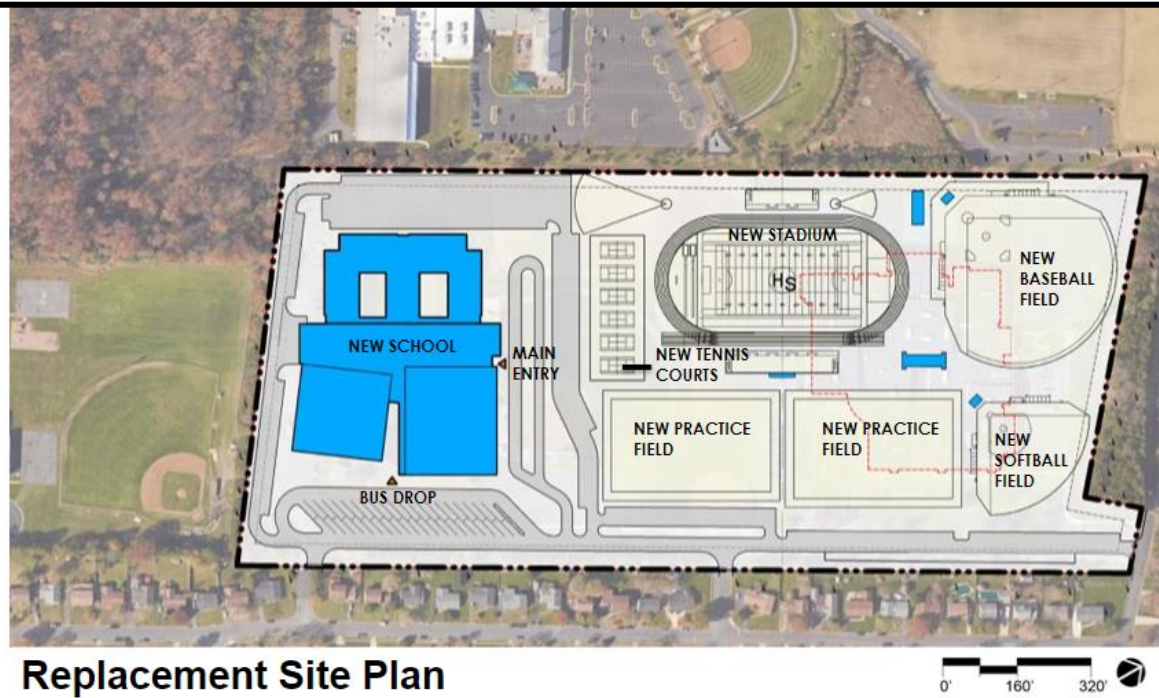 NEW STADIUM
HS
NEW
BASEBALL
FIELD
NEW SCHOOL
MAIN
ENTRY
NEW TENNIS
COURTS
NEW PRACTICE
FIELD
NEW PRACTICE
FIELD
NEW
SOFTBALL
FIELD
BUS DROP
Replacement Site Plan
0' 160' 320'